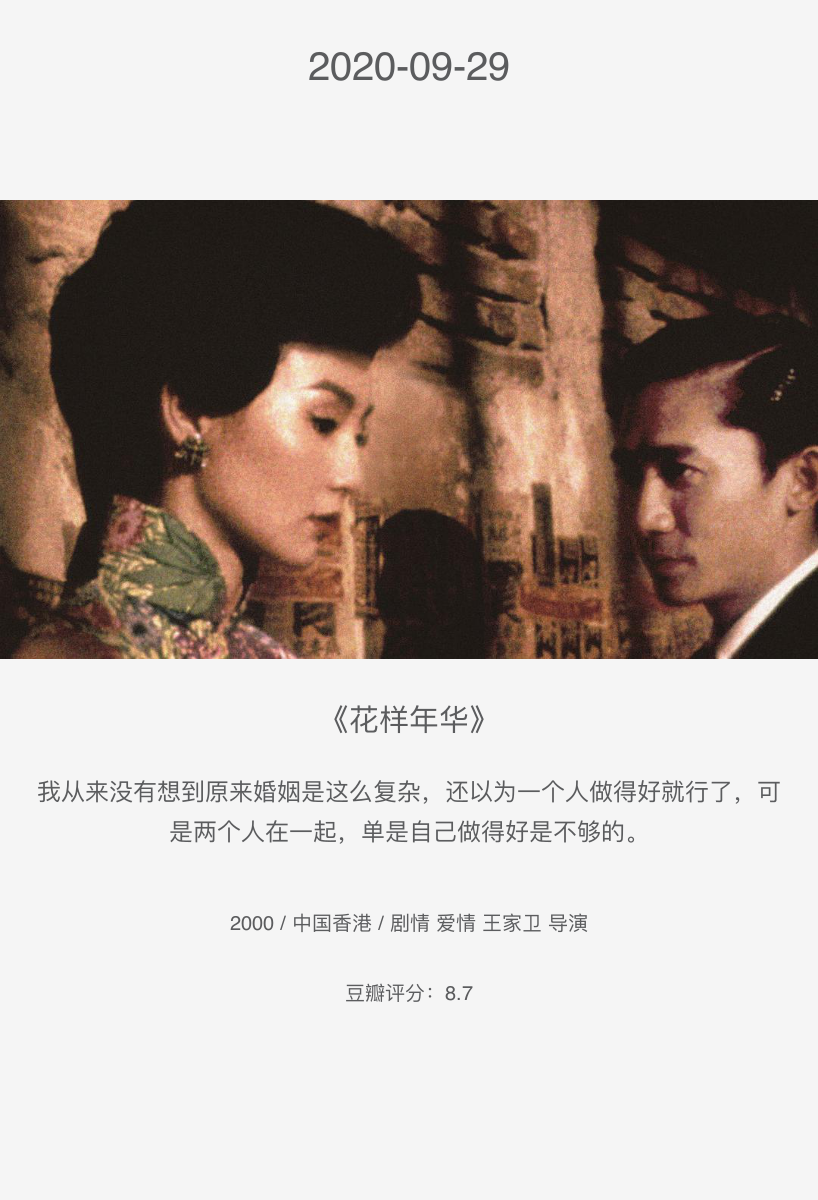 2020-09-29
《花样年华》
我从来没有想到原来婚姻是这么复杂，还以为一个人做得好就行了，可
是两个人在一起，单是自己做得好是不够的。
2000 / 中国香港 / 剧情 爱情 王家卫 导演
豆瓣评分：8.7